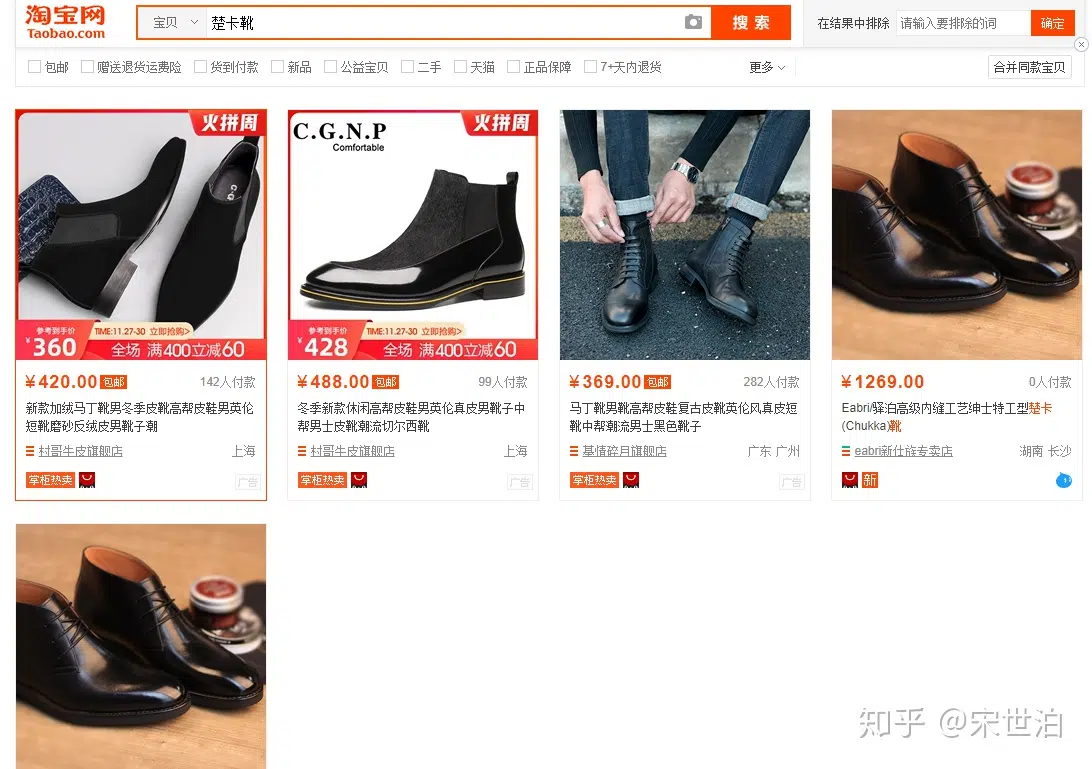 淘宝网
Taobao.com
宝贝
楚卡靴
搜索
在结果中排除
请输入要排除的词
确定
包邮
赠送退货运费险
货到付款
新品
公益宝贝
二手
天猫
正品保障
7+天内退货
更多
合并同款宝贝
火拼周
参考到手价
¥360
TIME:11.27-30 立即抢购>
全场 满400立减60
¥420.00 包邮
142人付款
新款加绒马丁靴男冬季皮靴高帮皮鞋男英伦
短靴磨砂反绒皮男靴子潮
村哥牛皮旗舰店
上海
掌柜热卖
广告
C.G.N.P
Comfortable
火拼周
参考到手价
¥428
TIME:11.27-30 立即抢购>
全场 满400立减60
¥488.00 包邮
99人付款
冬季新款休闲高帮皮鞋男英伦真皮男靴子中
帮男士皮靴潮流切尔西靴
村哥牛皮旗舰店
上海
掌柜热卖
广告
¥369.00 包邮
282人付款
马丁靴男靴高帮皮鞋复古皮靴英伦风真皮短
靴中帮潮流男士黑色靴子
基情碎月旗舰店
广东 广州
掌柜热卖
广告
¥1269.00
0人付款
Eabri/驿泊高级内缝工艺绅士特工型楚卡
(Chukka)靴
eabri新仕族专卖店
湖南 长沙
新
知乎 @宋世泊